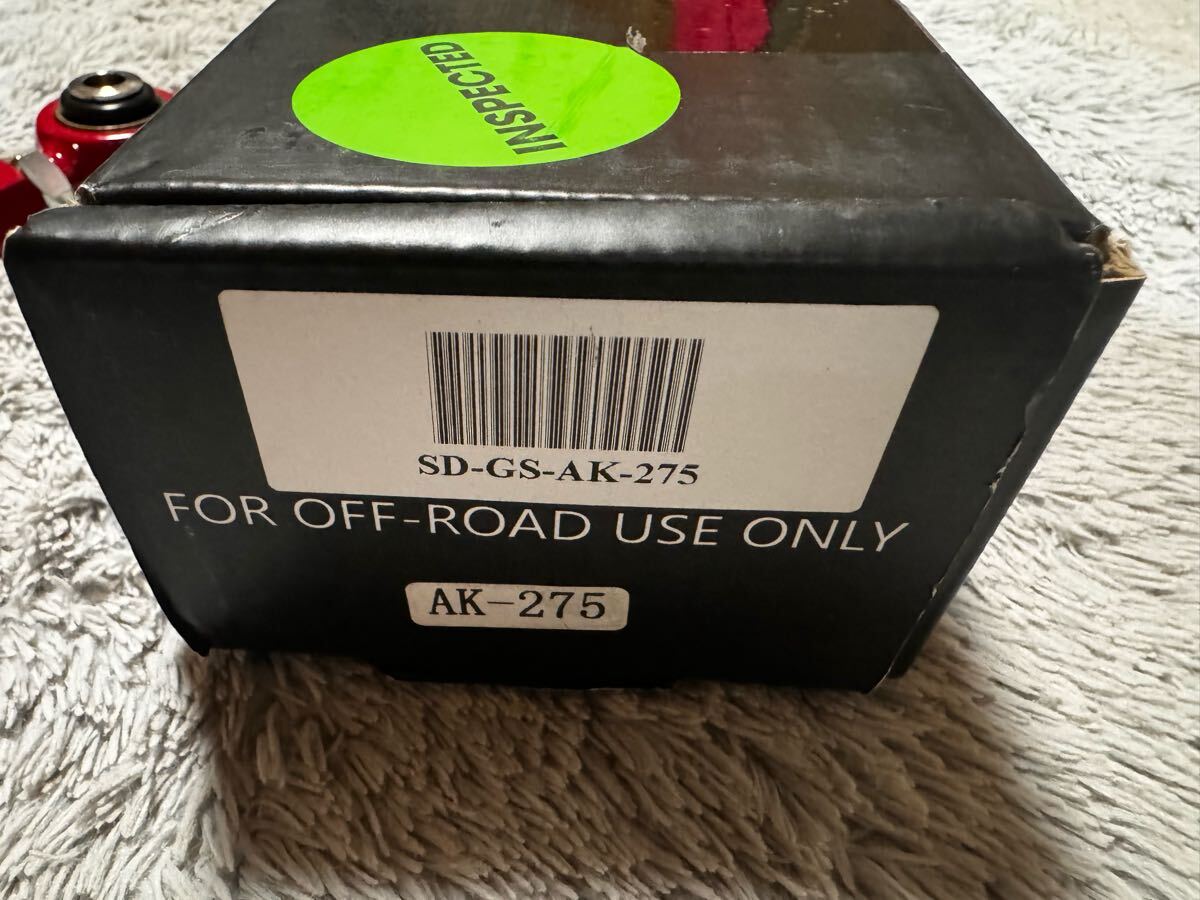 INSPECTED
SD-GS-AK-275
FOR OFF-ROAD USE ONLY
AK-275